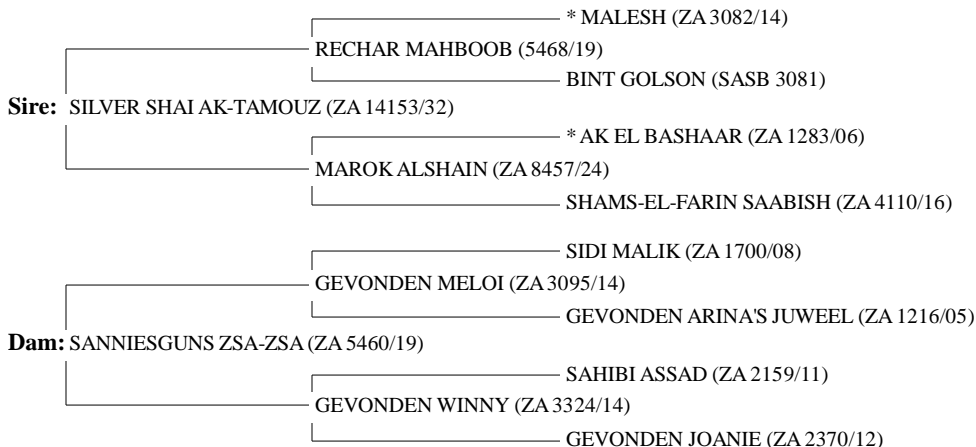 * MALESH (ZA 3082/14)
RECHAR MAHBOOB (5468/19)
BINT GOLSON (SASB 3081)
Sire: SILVER SHAI AK-TAMOUZ (ZA 14153/32)
* AK EL BASHAAR (ZA 1283/06)
MAROK ALSHAIN (ZA 8457/24)
SHAMS-EL-FARIN SAABISH (ZA 4110/16)
SIDI MALIK (ZA 1700/08)
GEVONDEN MELOI (ZA 3095/14)
GEVONDEN ARINA'S JUWEEL (ZA 1216/05)
Dam: SANNIESGUNS ZSA-ZSA (ZA 5460/19)
SAHIBI ASSAD (ZA 2159/11)
GEVONDEN WINNY (ZA 3324/14)
GEVONDEN JOANIE (ZA 2370/12)